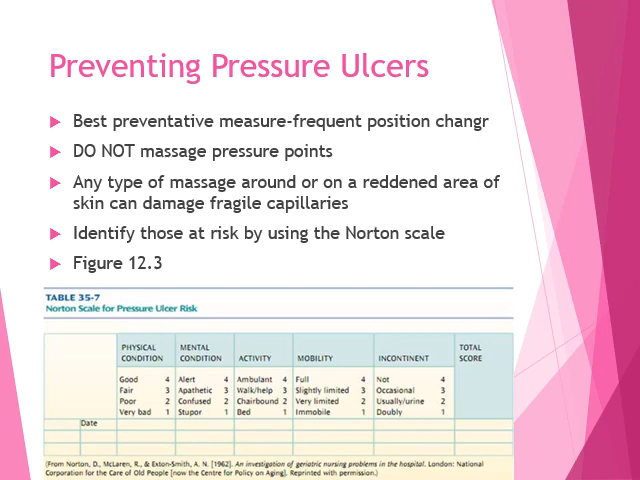 Preventing Pressure Ulcers
Best preventative measure-frequent position changr
DO NOT massage pressure points
Any type of massage around or on a reddened area of
skin can damage fragile capillaries
Identify those at risk by using the Norton scale
Figure 12.3
TABLE 35-7
Norton Scale for Pressure Ulcer Risk
PHYSICAL CONDITION MENTAL CONDITION ACTIVITY MOBILITY INCONTINENT TOTAL SCORE
Good 4 Alert 4 Ambulant 4 Full 4 Not 4
Fair 3 Apathetic 3 Walk/help 3 Slightly limited 3 Occasional 3
Poor 2 Confused 2 Chairbound 2 Very limited 2 Usually/urine 2
Very bad 1 Stupor 1 Bed 1 Immobile 1 Doubly 1
Date
(From Norton, D., McLaren, R., & Exton-Smith, A. N. [1962]. An investigation of geriatric nursing problems in the hospital. London: National
Corporation for the Care of Old People [now the Centre for Policy on Aging]. Reprinted with permission.)